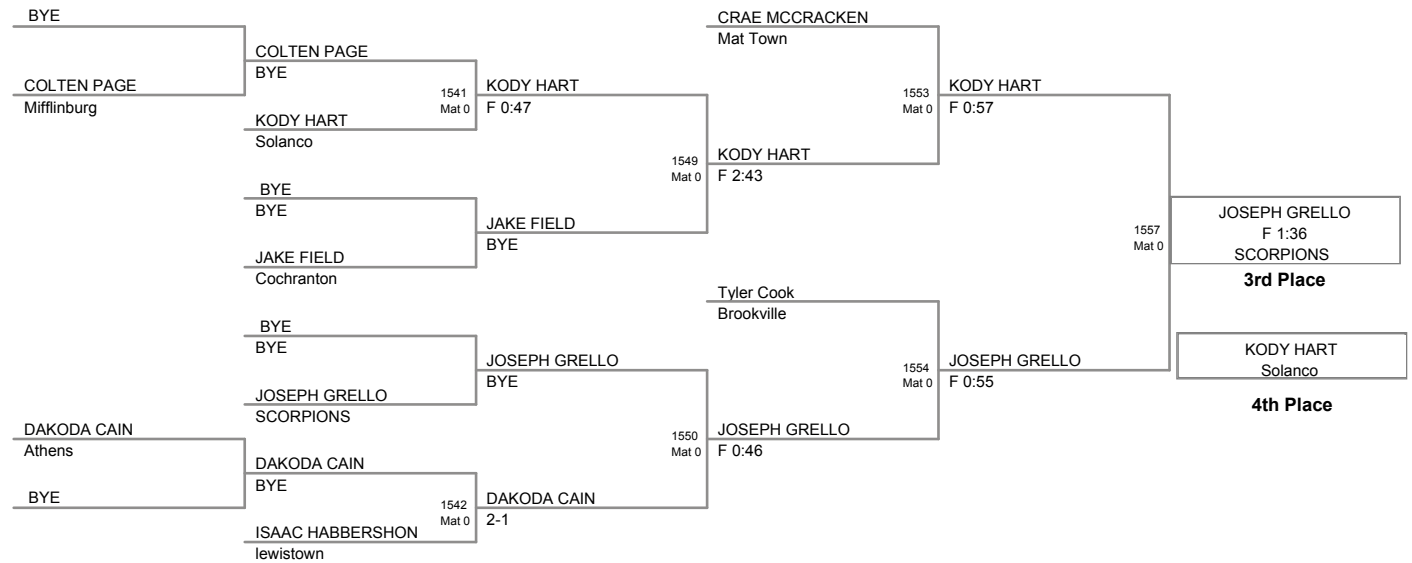 BYE
COLTEN PAGE
Mifflinburg
COLTEN PAGE
BYE
KODY HART
Solanco
1541
Mat 0
KODY HART
F 0:47
BYE
BYE
JAKE FIELD
Cochranton
JAKE FIELD
BYE
1549
Mat 0
KODY HART
F 2:43
CRAE MCCRACKEN
Mat Town
1553
Mat 0
KODY HART
F 0:57
BYE
BYE
JOSEPH GRELLO
SCORPIONS
JOSEPH GRELLO
BYE
DAKODA CAIN
Athens
BYE
DAKODA CAIN
BYE
ISAAC HABBERSHON
lewistown
1542
Mat 0
DAKODA CAIN
2-1
1550
Mat 0
JOSEPH GRELLO
F 0:46
Tyler Cook
Brookville
1554
Mat 0
JOSEPH GRELLO
F 0:55
1557
Mat 0
JOSEPH GRELLO
F 1:36
SCORPIONS
3rd Place
KODY HART
Solanco
4th Place